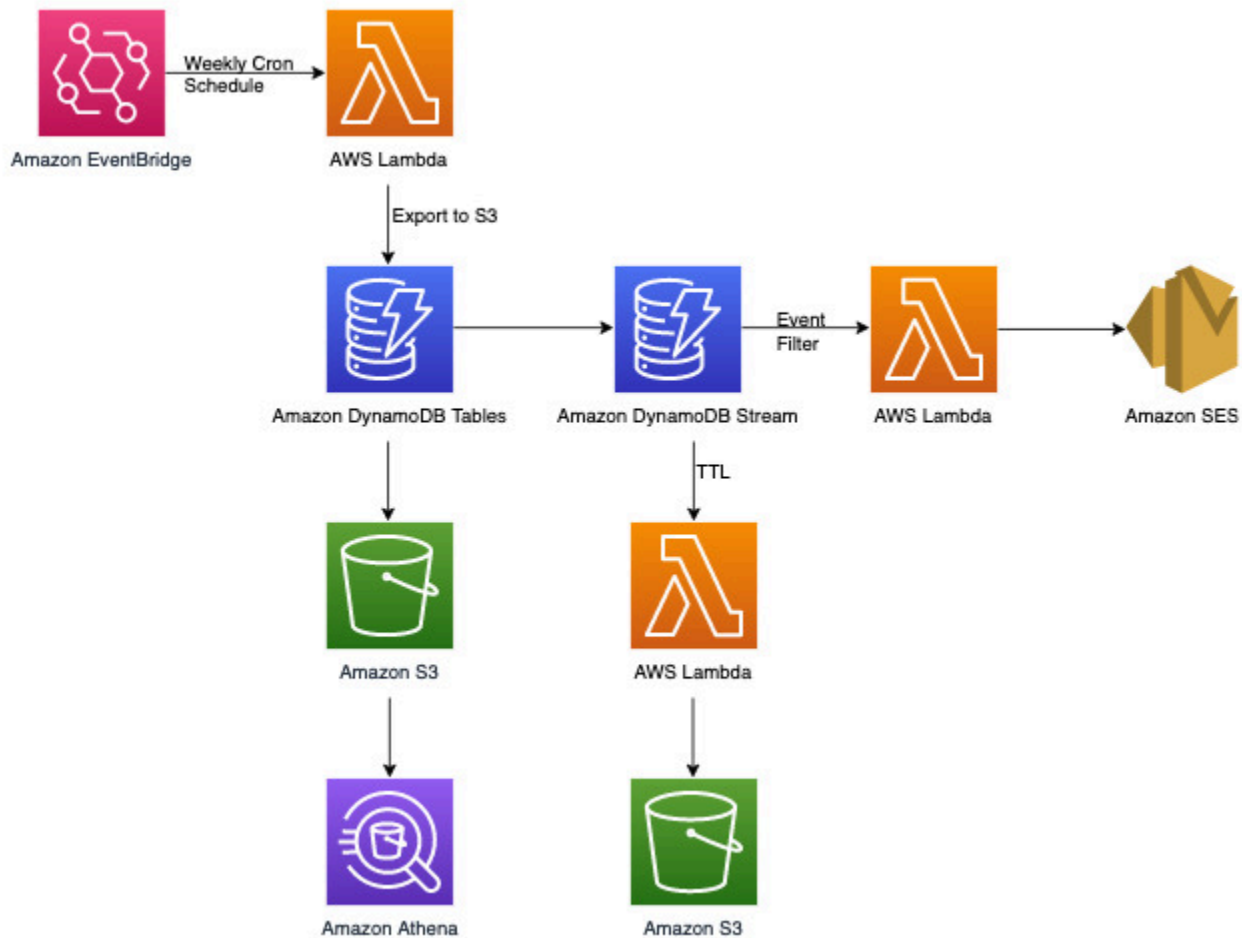 Weekly Cron
Schedule
Amazon EventBridge
AWS Lambda
Export to S3
Event
Filter
Amazon DynamoDB Tables
Amazon DynamoDB Stream
AWS Lambda
Amazon SES
TTL
Amazon S3
AWS Lambda
Amazon Athena
Amazon S3